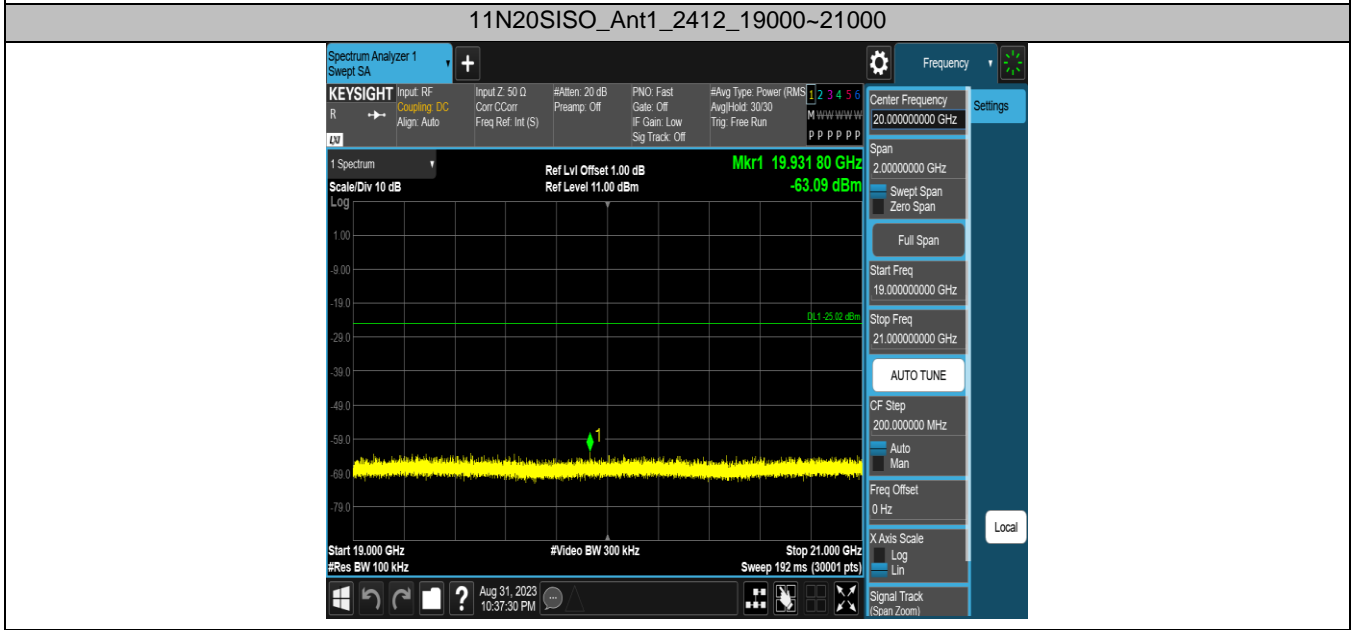 11N20SISO_Ant1_2412_19000~21000
Spectrum Analyzer 1
Swept SA
+
Frequency
KEYSIGHT
R
LXI
Input: RF
Coupling: DC
Align: Auto
Input Z: 50 Ω
Corr CCorr
Freq Ref: Int (S)
#Atten: 20 dB
Preamp: Off
PNO: Fast
Gate: Off
IF Gain: Low
Sig Track: Off
#Avg Type: Power (RMS
Avg|Hold: 30/30
Trig: Free Run
1 2 3 4 5 6
M W W W W W
P P P P P P
Center Frequency
20.000000000 GHz
Settings
1 Spectrum
Scale/Div 10 dB
Ref Lvl Offset 1.00 dB
Ref Level 11.00 dBm
Mkr1 19.931 80 GHz
-63.09 dBm
Span
2.00000000 GHz
Swept Span
Zero Span
Full Span
Log
1.00
-9.00
-19.0
-29.0
-39.0
-49.0
-59.0
-69.0
-79.0
DL1 -25.02 dBm
1
Start Freq
19.000000000 GHz
Stop Freq
21.000000000 GHz
AUTO TUNE
CF Step
200.000000 MHz
Auto
Man
Freq Offset
0 Hz
Local
X Axis Scale
Log
Lin
Start 19.000 GHz
#Res BW 100 kHz
#Video BW 300 kHz
Stop 21.000 GHz
Sweep 192 ms (30001 pts)
?
Aug 31, 2023
10:37:30 PM
Signal Track
(Span Zoom)